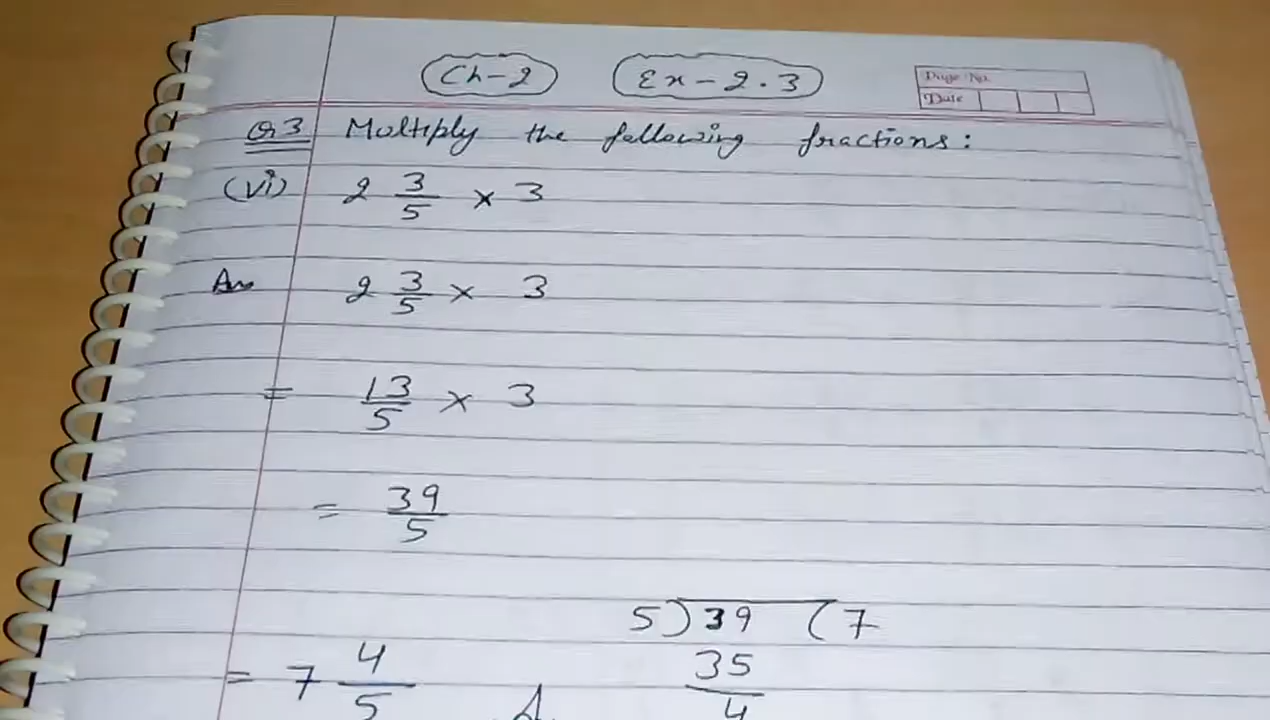 Ch-2 Ex-2.3
Page No.
Date
Q3 Multiply the following fractions:
(vi) 2 3/5 × 3
Ans 2 3/5 × 3
= 13/5 × 3
= 39/5
5)39(7
35
= 7 4/5
4